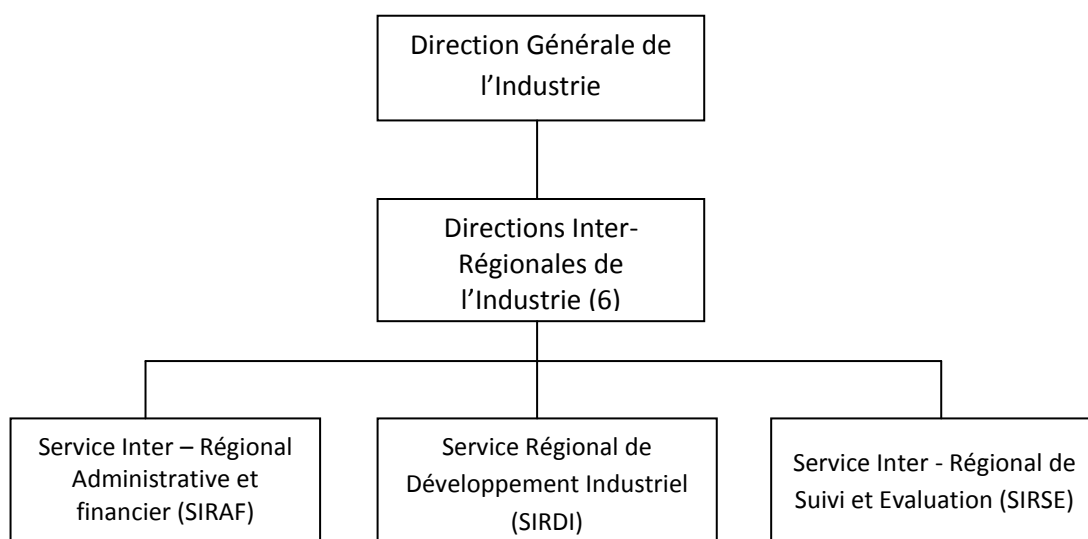 Direction Générale de
l’Industrie
Directions Inter-
Régionales de
l’Industrie (6)
Service Inter – Régional
Administrative et
financier (SIRAF)
Service Régional de
Développement Industriel
(SIRDI)
Service Inter - Régional de
Suivi et Evaluation (SIRSE)